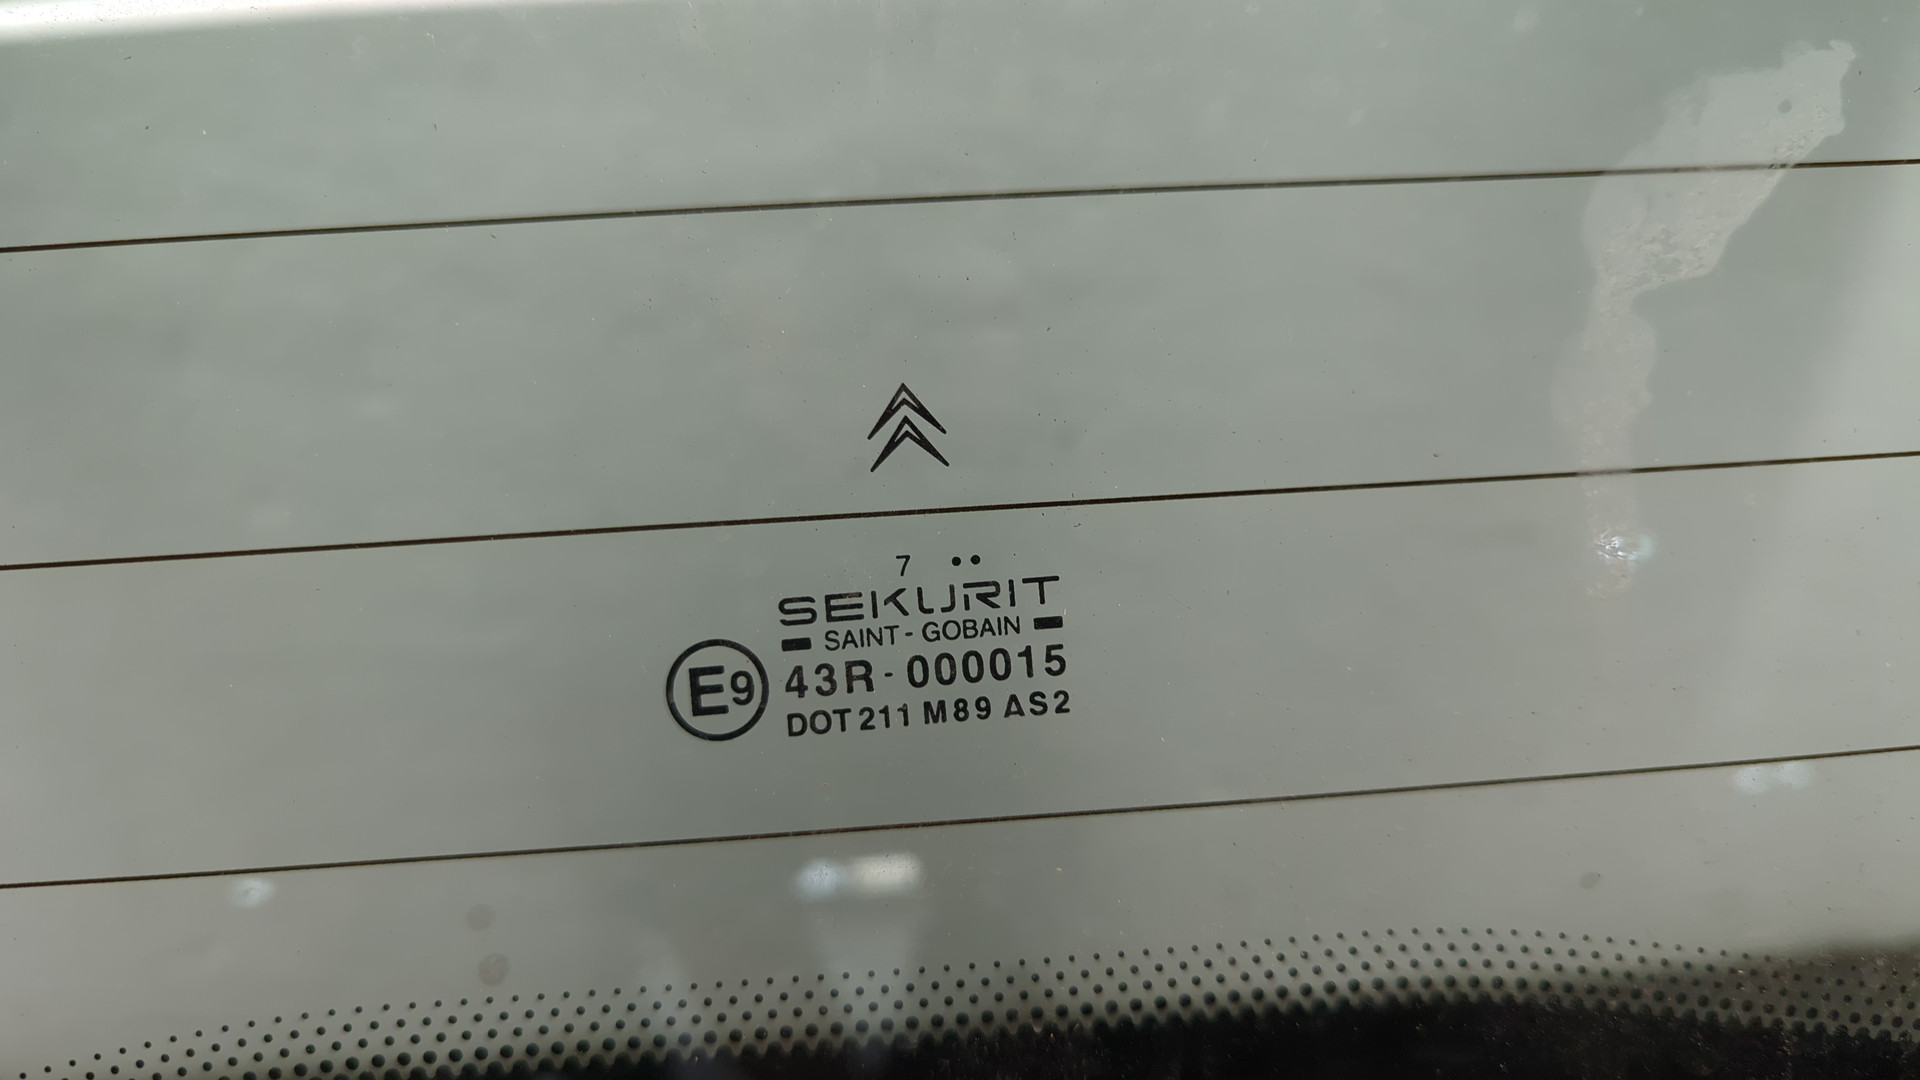 7 ••
SEKURIT
SAINT-GOBAIN
E9 43R-000015
DOT 211 M89 AS2